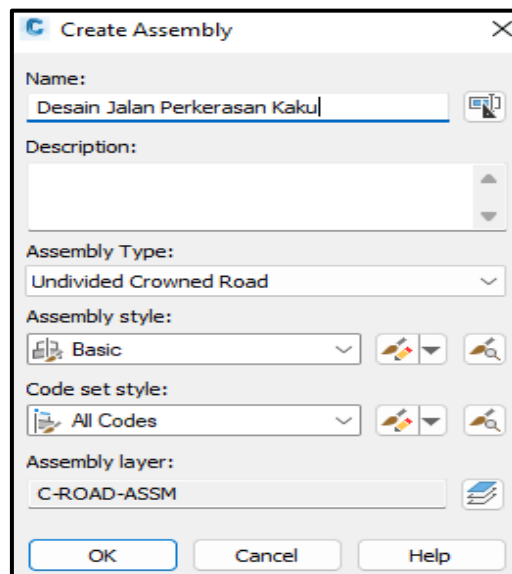 Create Assembly
Name:
Desain Jalan Perkerasan Kaku
Description:
Assembly Type:
Undivided Crowned Road
Assembly style:
Basic
Code set style:
All Codes
Assembly layer:
C-ROAD-ASSM
OK Cancel Help